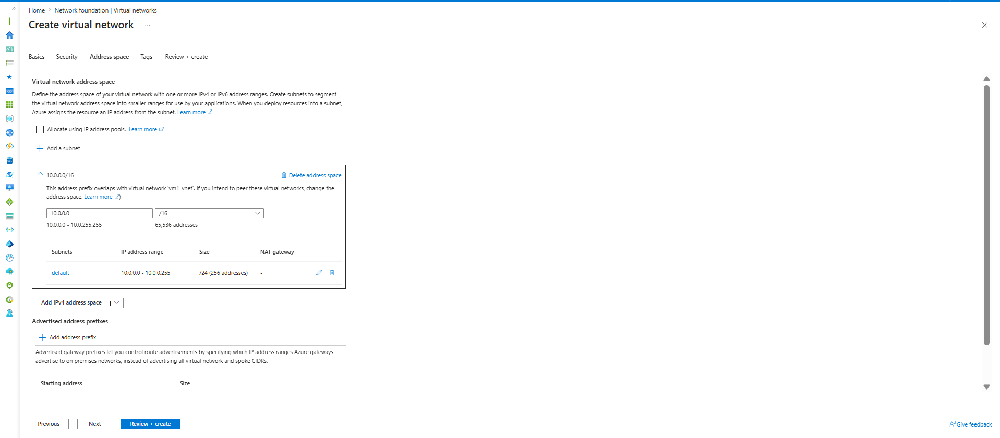 Home > Network foundation | Virtual networks
Create virtual network ...
Basics Security Address space Tags Review + create
Virtual network address space
Define the address space of your virtual network with one or more IPv4 or IPv6 address ranges. Create subnets to segment
the virtual network address space into smaller ranges for use by your applications. When you deploy resources into a subnet,
Azure assigns the resource an IP address from the subnet. Learn more
Allocate using IP address pools. Learn more
Add a subnet
10.0.0.0/16 Delete address space
This address prefix overlaps with virtual network 'vm1-vnet'. If you intend to peer these virtual networks, change the
address space. Learn more )
10.0.0.0 /16
10.0.0.0 - 10.0.255.255 65,536 addresses
Subnets IP address range Size NAT gateway
default 10.0.0.0 - 10.0.0.255 /24 (256 addresses) -
Add IPv4 address space |
Advertised address prefixes
Add address prefix
Advertised gateway prefixes let you control route advertisements by specifying which IP address ranges Azure gateways
advertise to on premises networks, instead of advertising all virtual network and spoke CIDRs.
Starting address Size
Previous Next Review + create Give feedback